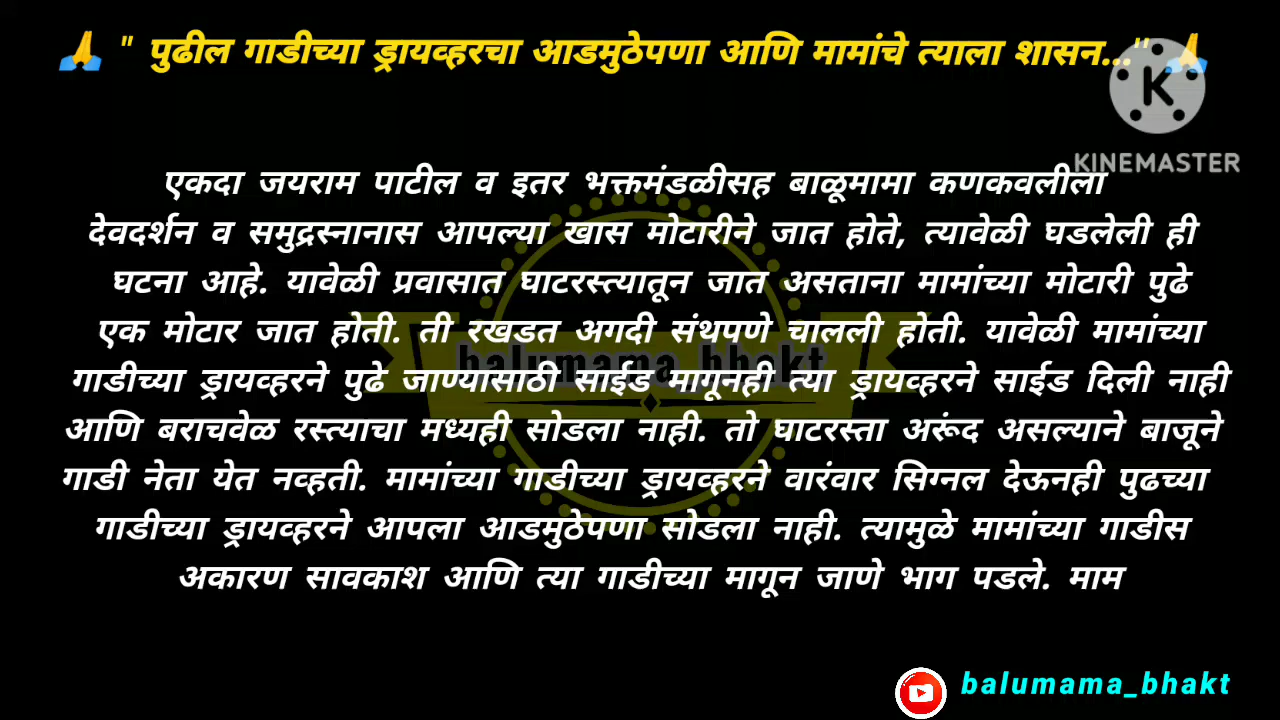 🙏 " पुढील गाडीच्या ड्रायव्हरचा आडमुठेपणा आणि मामांचे त्याला शासन..." 🙏
KINEMASTER
एकदा जयराम पाटील व इतर भक्तमंडळीसह बाळूमामा कणकवलीला
देवदर्शन व समुद्रस्नानास आपल्या खास मोटारीने जात होते, त्यावेळी घडलेली ही
घटना आहे. यावेळी प्रवासात घाटरस्त्यातून जात असताना मामांच्या मोटारी पुढे
एक मोटार जात होती. ती रखडत अगदी संथपणे चालली होती. यावेळी मामांच्या
गाडीच्या ड्रायव्हरने पुढे जाण्यासाठी साईड मागूनही त्या ड्रायव्हरने साईड दिली नाही
आणि बराचवेळ रस्त्याचा मध्यही सोडला नाही. तो घाटरस्ता अरूंद असल्याने बाजूने
गाडी नेता येत नव्हती. मामांच्या गाडीच्या ड्रायव्हरने वारंवार सिग्नल देऊनही पुढच्या
गाडीच्या ड्रायव्हरने आपला आडमुठेपणा सोडला नाही. त्यामुळे मामांच्या गाडीस
अकारण सावकाश आणि त्या गाडीच्या मागून जाणे भाग पडले. माम
balumama_bhakt
balumama_bhakt